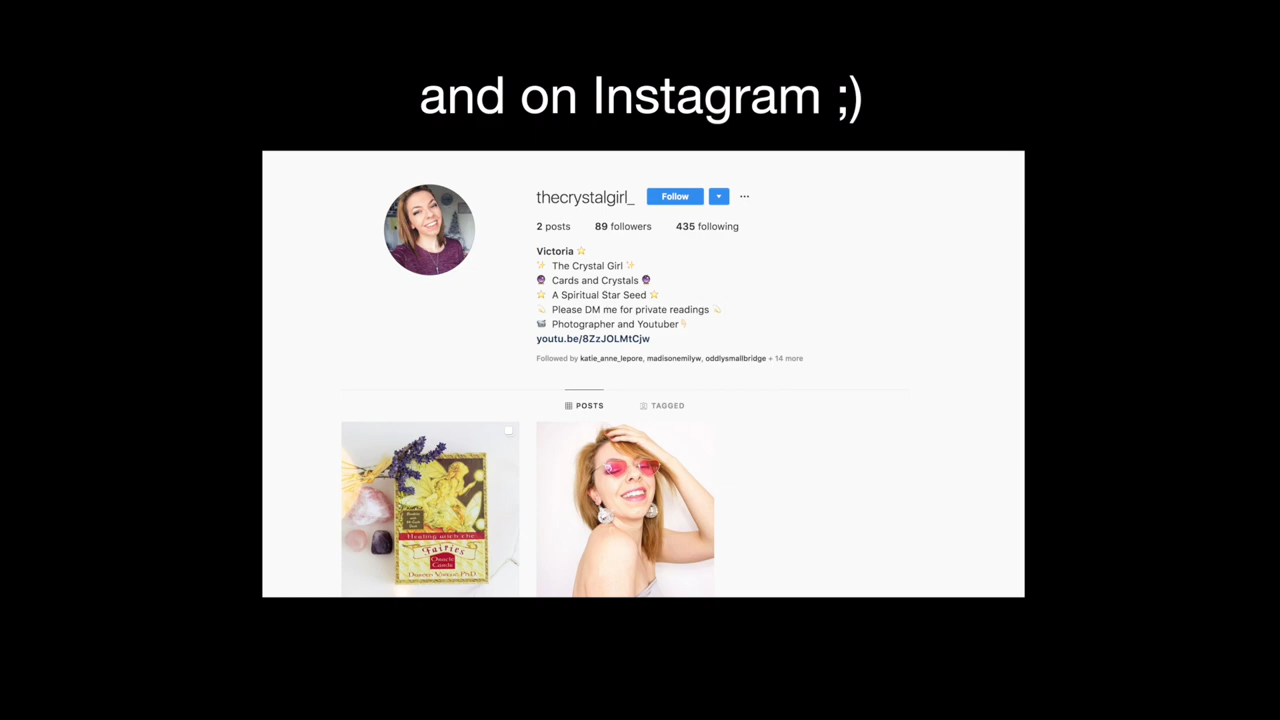 and on Instagram ;)
thecrystalgirl_ Follow ...
2 posts 89 followers 435 following
Victoria ⭐
✨ The Crystal Girl ✨
🔮 Cards and Crystals 🔮
⭐ A Spiritual Star Seed ⭐
💫 Please DM me for private readings 💫
📹 Photographer and Youtuber👇🏻
youtu.be/8ZzJOLMtCjw
Followed by katie_anne_lepore, madisonemilyw, oddlysmallbridge + 14 more
POSTS TAGGED
Healing with the
Fairies
Oracle
Cards
Doreen Virtue, Ph.D.